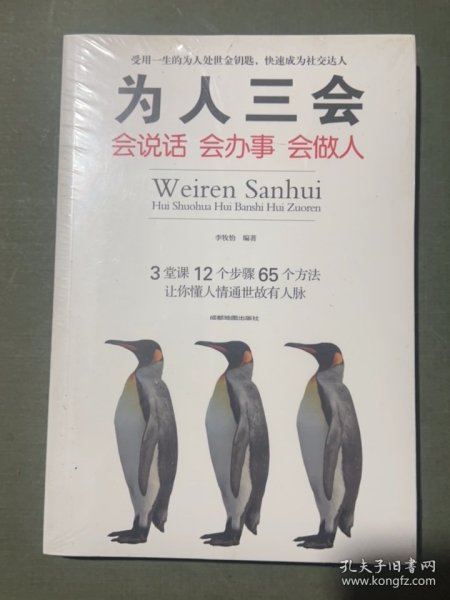 受用一生的为人处世金钥匙、快速成为社交达人
为人三会
会说话 会办事 会做人
Weiren Sanhui
Hui Shuohua Hui Banshi Hui Zuoren
李牧怡 编著
3堂课 12个步骤 65个方法
让你懂人情通世故有人脉
成都地图出版社
孔夫子旧书网
www.kongfz.com